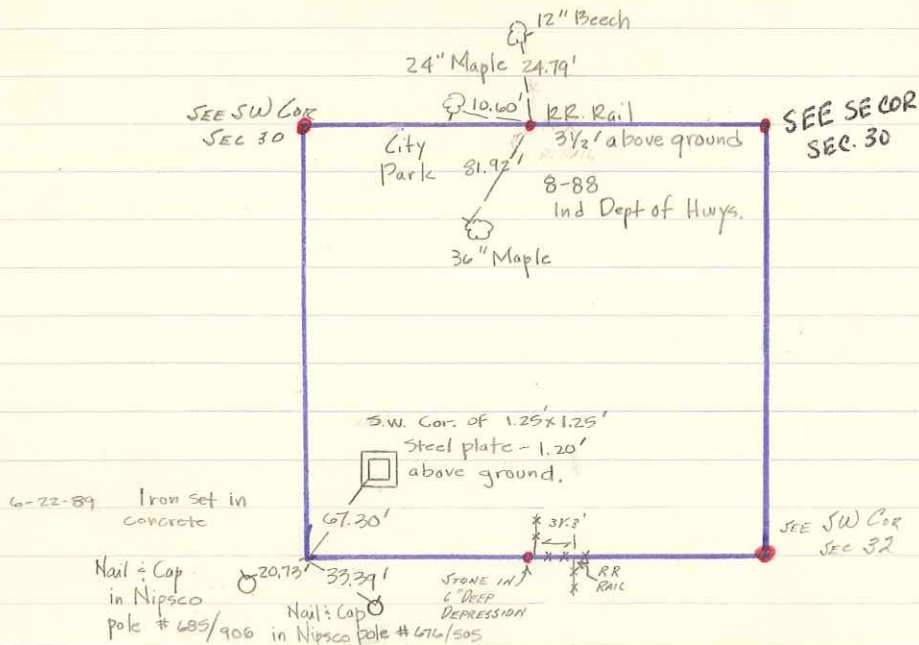 12" Beech
24" Maple 24.79'
SEE SW COR
SEC 30
10.60'
RR. Rail
3½' above ground
SEE SE COR
SEC. 30
City
Park
81.92'
8-88
Ind Dept of Hwys.
36" Maple
S.W. Cor. of 1.25'x1.25'
Steel plate - 1.20'
above ground.
6-22-89 Iron set in
concrete
67.30'
SEE SW COR
SEC 32
Nail & Cap
in Nipsco
pole # 685/906
20.73'
33.39'
Nail & Cap
in Nipsco pole # 676/505
STONE IN
6" DEEP
DEPRESSION
RR
RAIL